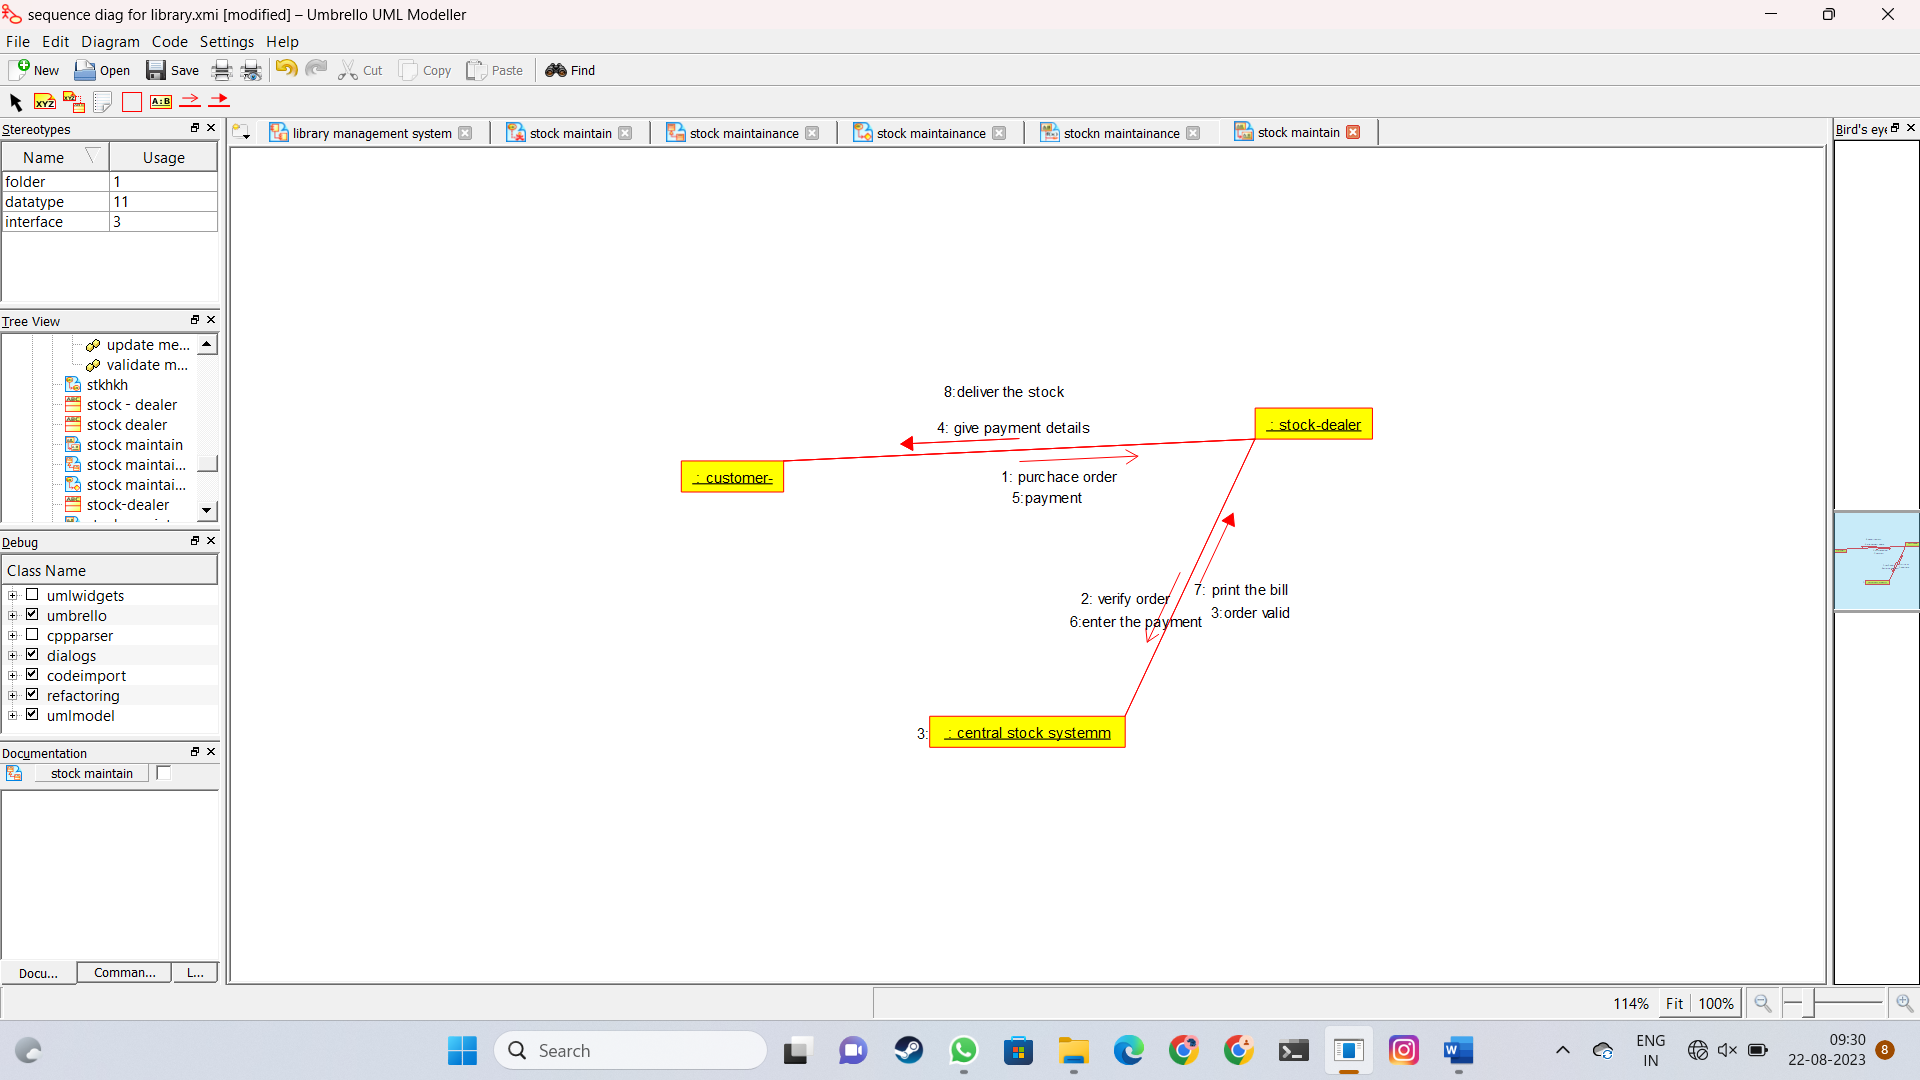 sequence diag for library.xmi [modified] – Umbrello UML Modeller
File Edit Diagram Code Settings Help
New Open Save Cut Copy Paste Find
XYZ XYZ A:B
Stereotypes
Name Usage
folder 1
datatype 11
interface 3
Tree View
update me...
validate m...
stkhkh
stock - dealer
stock dealer
stock maintain
stock maintai...
stock maintai...
stock-dealer
Debug
Class Name
umlwidgets
umbrello
cppparser
dialogs
codeimport
refactoring
umlmodel
Documentation
stock maintain
Docu... Comman... L...
library management system
stock maintain
stock maintainance
stock maintainance
stockn maintainance
stock maintain
Bird's eye
8:deliver the stock
4: give payment details
: stock-dealer
: customer-
1: purchace order
5:payment
2: verify order
6:enter the payment
7: print the bill
3:order valid
3:
: central stock systemm
114% Fit 100%
Search
ENG
IN
09:30
22-08-2023
8